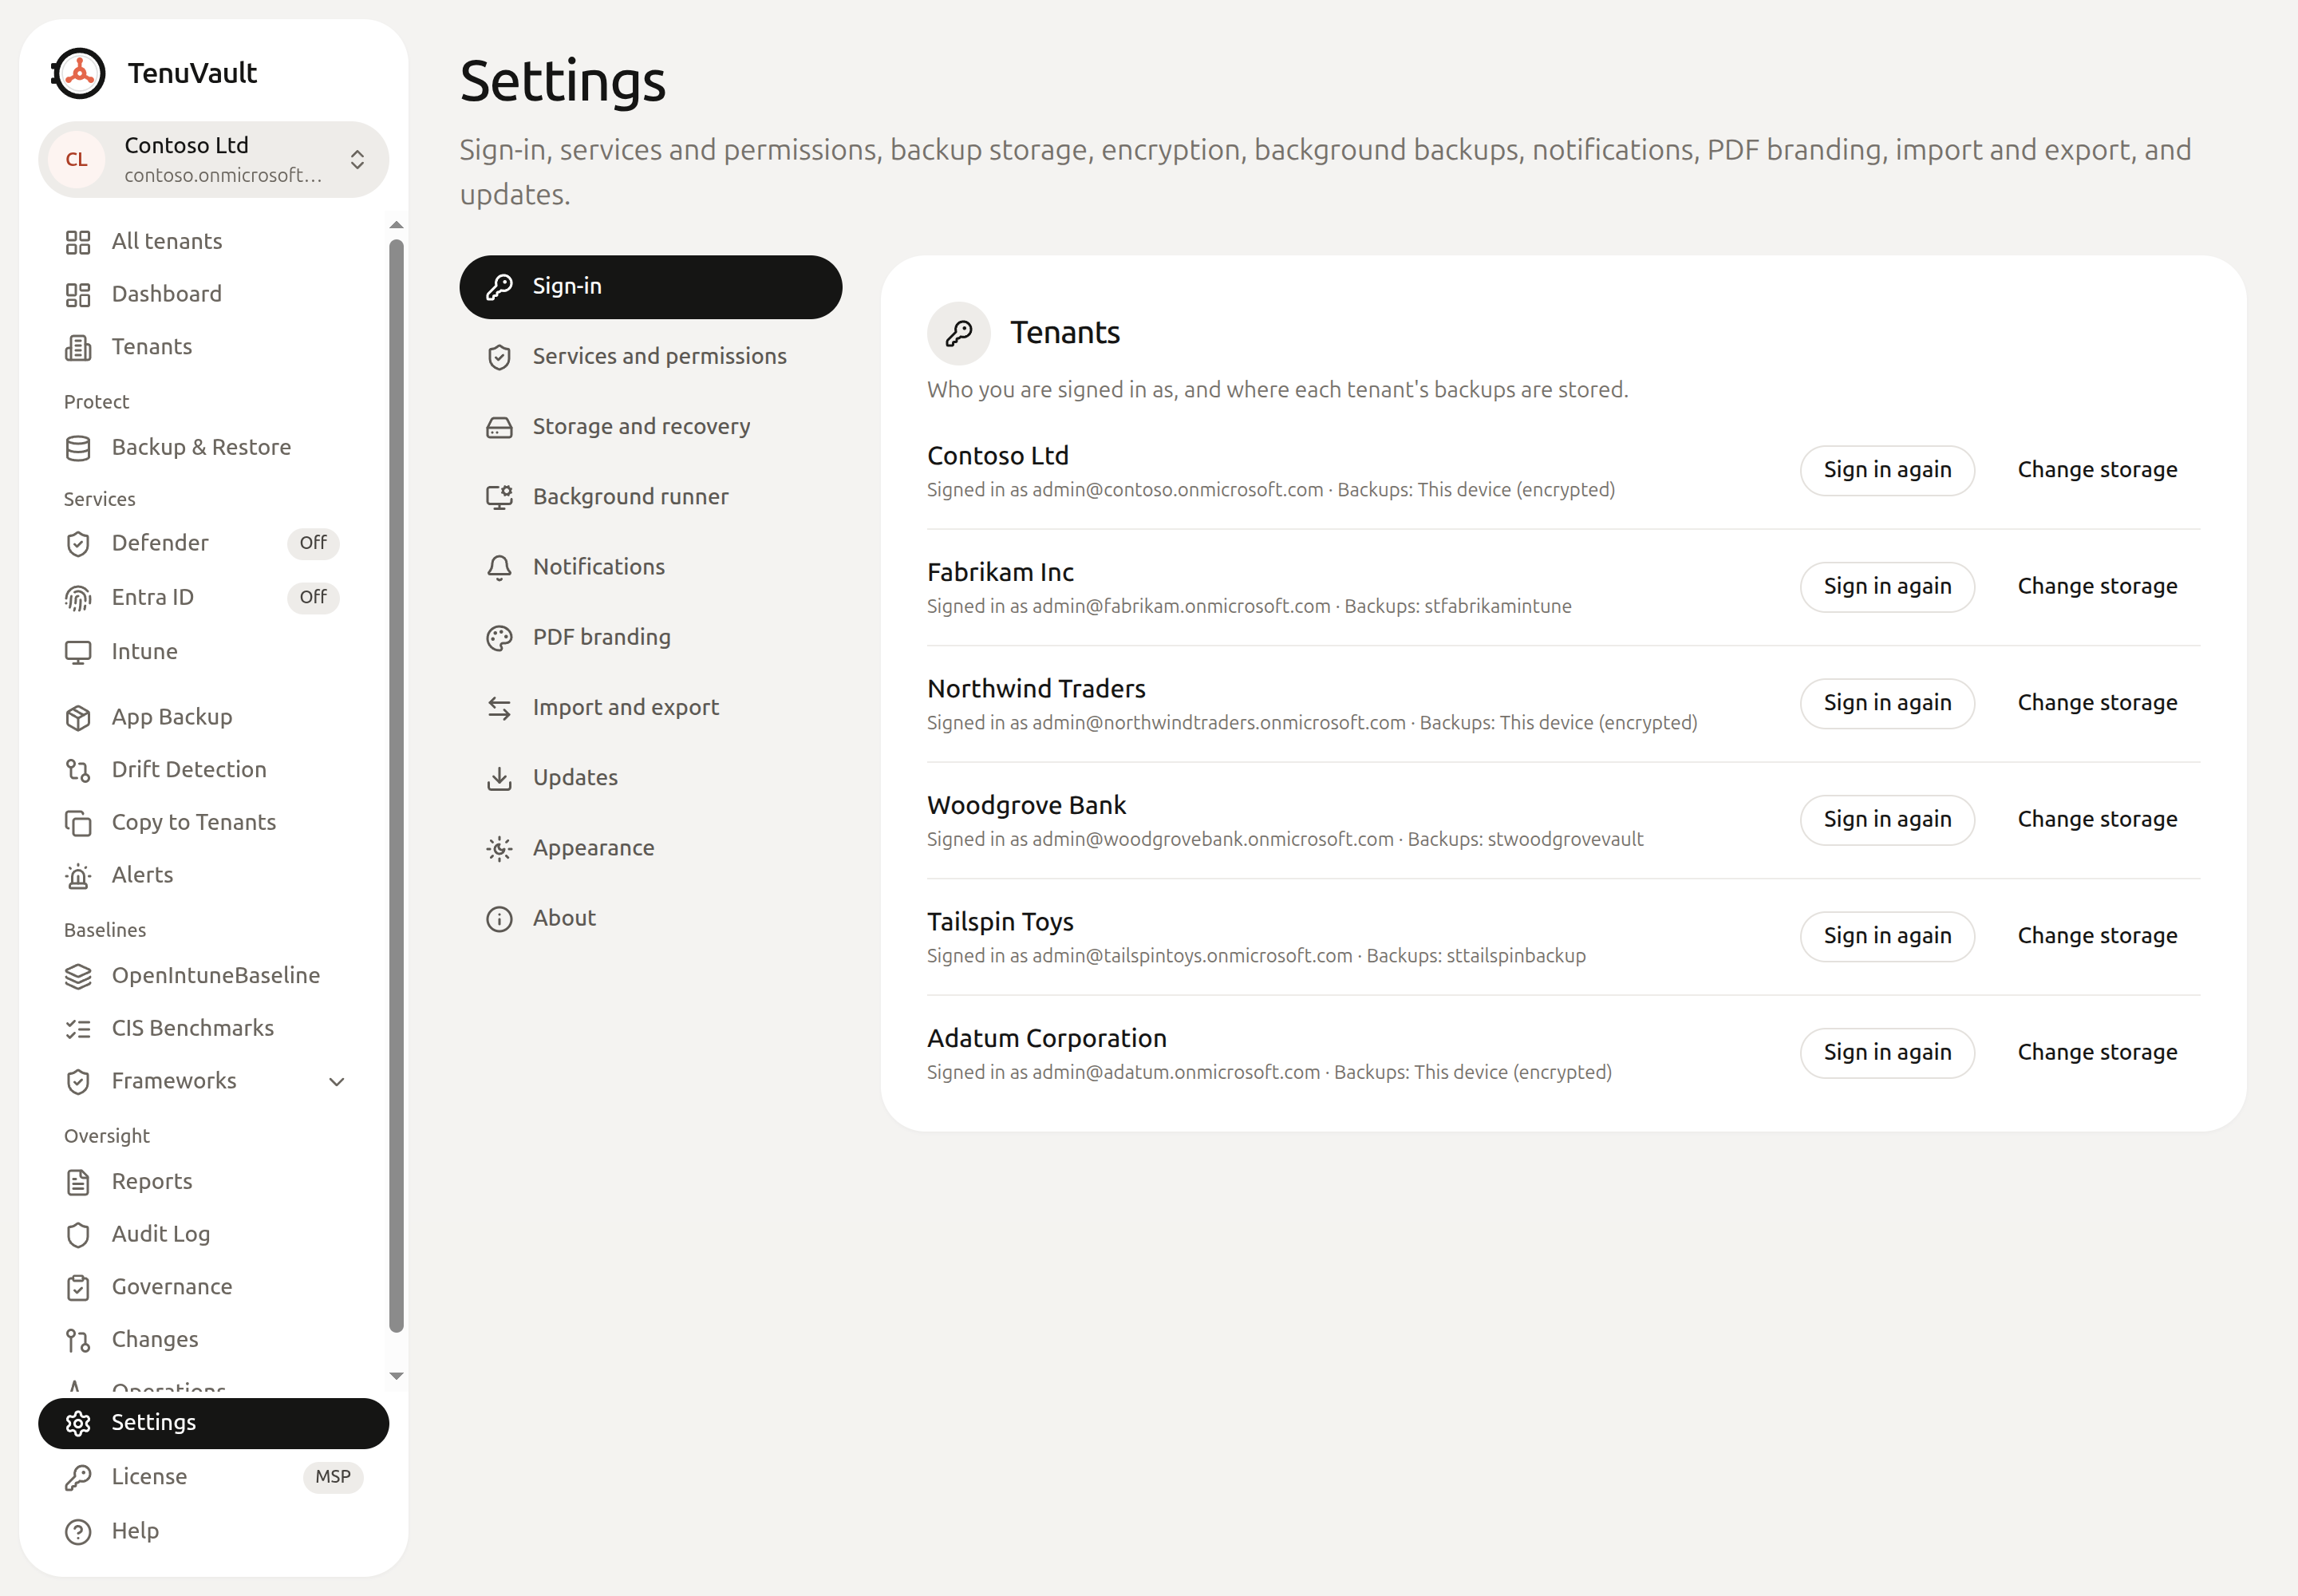 TenuVault
CL
Contoso Ltd
contoso.onmicrosoft...
All tenants
Dashboard
Tenants
Protect
Backup & Restore
Services
Defender Off
Entra ID Off
Intune
App Backup
Drift Detection
Copy to Tenants
Alerts
Baselines
OpenIntuneBaseline
CIS Benchmarks
Frameworks
Oversight
Reports
Audit Log
Governance
Changes
Operations
Settings
License MSP
Help
Settings
Sign-in, services and permissions, backup storage, encryption, background backups, notifications, PDF branding, import and export, and
updates.
Sign-in
Services and permissions
Storage and recovery
Background runner
Notifications
PDF branding
Import and export
Updates
Appearance
About
Tenants
Who you are signed in as, and where each tenant's backups are stored.
Contoso Ltd
Signed in as admin@contoso.onmicrosoft.com · Backups: This device (encrypted)
Sign in again Change storage
Fabrikam Inc
Signed in as admin@fabrikam.onmicrosoft.com · Backups: stfabrikamintune
Sign in again Change storage
Northwind Traders
Signed in as admin@northwindtraders.onmicrosoft.com · Backups: This device (encrypted)
Sign in again Change storage
Woodgrove Bank
Signed in as admin@woodgrovebank.onmicrosoft.com · Backups: stwoodgrovevault
Sign in again Change storage
Tailspin Toys
Signed in as admin@tailspintoys.onmicrosoft.com · Backups: sttailspinbackup
Sign in again Change storage
Adatum Corporation
Signed in as admin@adatum.onmicrosoft.com · Backups: This device (encrypted)
Sign in again Change storage